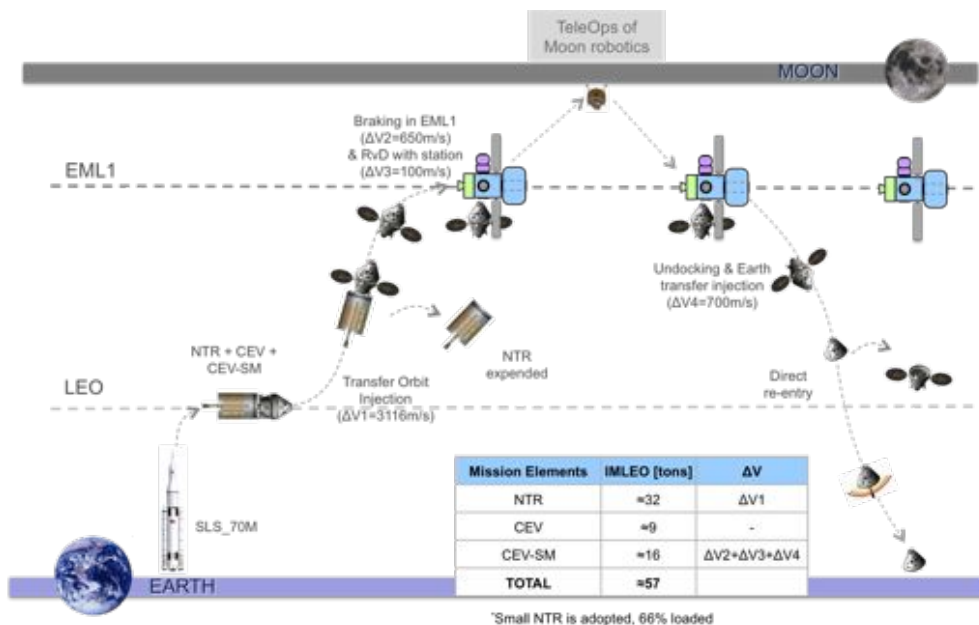 TeleOps of
Moon robotics
MOON
Braking in EML1
(ΔV2=650m/s)
& RvD with station
(ΔV3=100m/s)
EML1
Undocking & Earth
transfer injection
(ΔV4=700m/s)
NTR + CEV +
CEV-SM
NTR
expended
LEO
Transfer Orbit
Injection
(ΔV1=3116m/s)
Direct
re-entry
SLS_70M
Mission Elements IMLEO [tons] ΔV
NTR ≈32 ΔV1
CEV ≈9 -
CEV-SM ≈16 ΔV2+ΔV3+ΔV4
TOTAL ≈57
EARTH
*Small NTR is adopted, 66% loaded